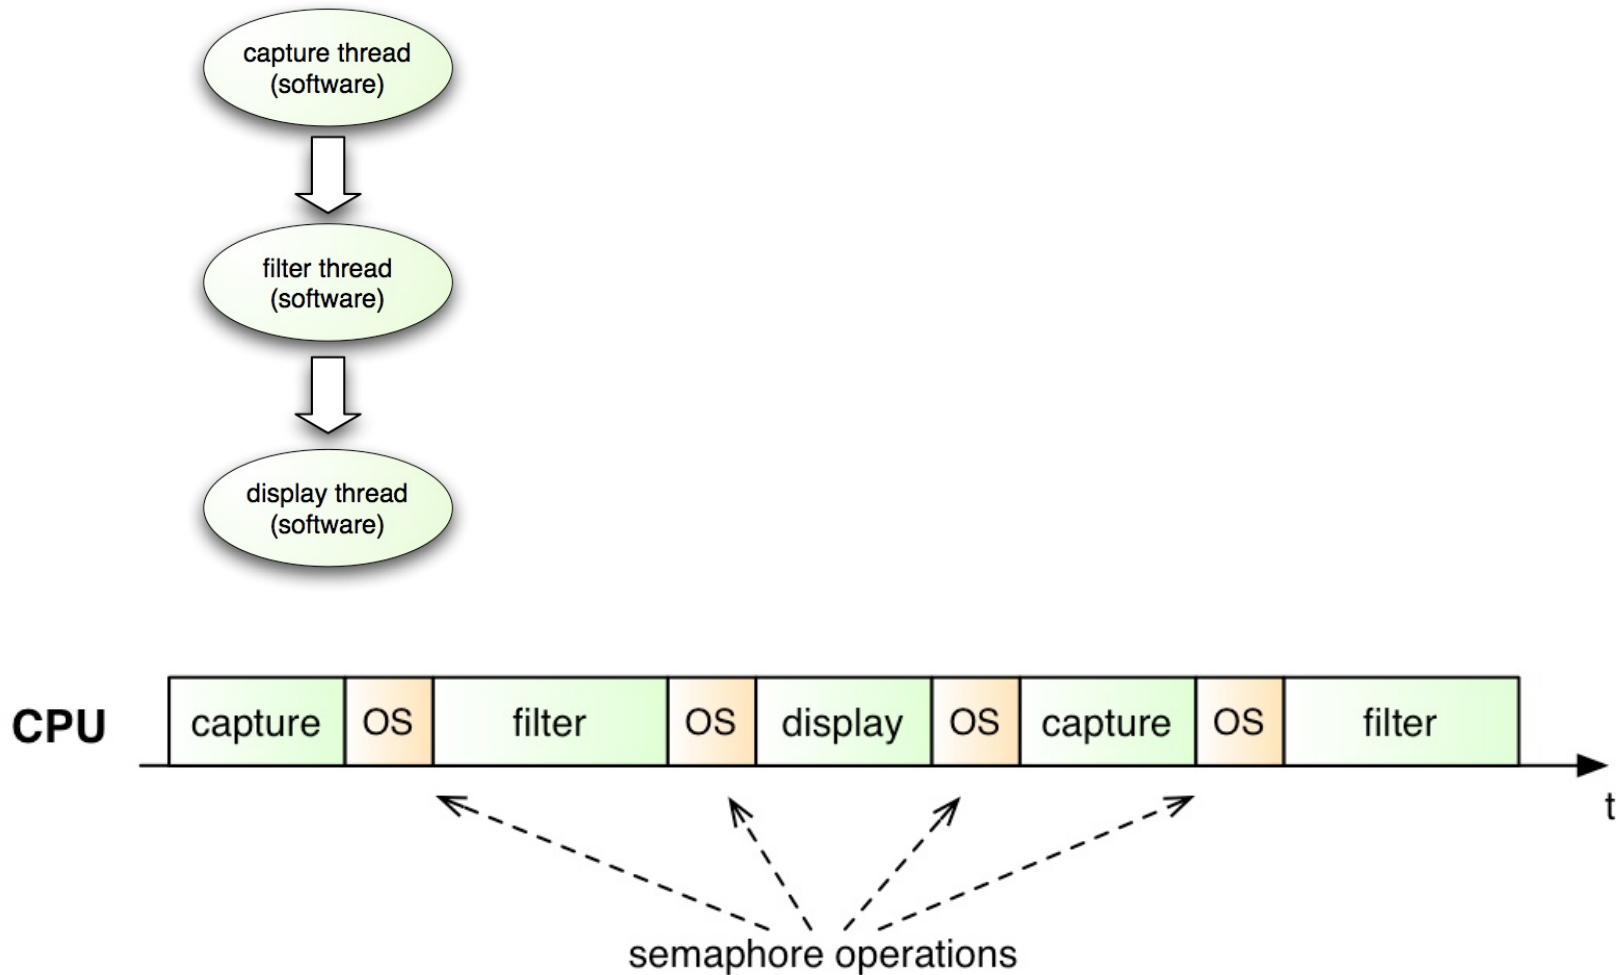 capture thread
(software)
filter thread
(software)
display thread
(software)
CPU capture OS filter OS display OS capture OS filter
t
semaphore operations